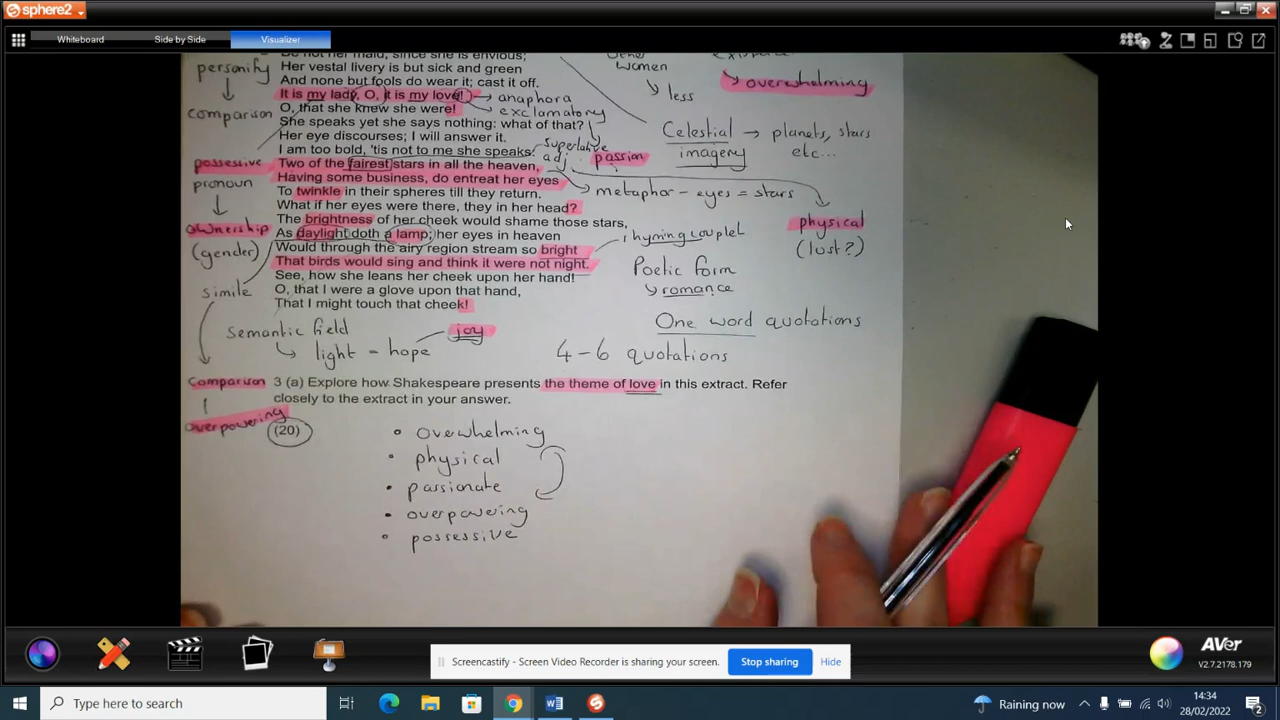 sphere2
Whiteboard
Side by Side
Visualizer
personify
comparison
possessive
pronoun
ownership
(gender)
simile
Her vestal livery is but sick and green
And none but fools do wear it; cast it off.
It is my lady, O, it is my love!
O, that she knew she were!
She speaks yet she says nothing: what of that?
Her eye discourses; I will answer it.
I am too bold, 'tis not to me she speaks:
Two of the fairest stars in all the heaven,
Having some business, do entreat her eyes
To twinkle in their spheres till they return.
What if her eyes were there, they in her head?
The brightness of her cheek would shame those stars,
As daylight doth a lamp; her eyes in heaven
Would through the airy region stream so bright
That birds would sing and think it were not night.
See, how she leans her cheek upon her hand!
O, that I were a glove upon that hand,
That I might touch that cheek!
anaphora
exclamatory
superlative
adj
passion
women
less
overwhelming
Celestial → planets, stars
imagery etc...
metaphor - eyes = stars
physical
(lust?)
rhyming couplet
Poetic form
romance
One word quotations
4-6 quotations
Semantic field
light = hope
joy
Comparison
overpowering
3 (a) Explore how Shakespeare presents the theme of love in this extract. Refer
closely to the extract in your answer.
(20)
• overwhelming
• physical
• passionate
• overpowering
• possessive
Screencastify - Screen Video Recorder is sharing your screen.
Stop sharing
Hide
AVer
V2.7.2178.179
Type here to search
Raining now
14:34
28/02/2022
2